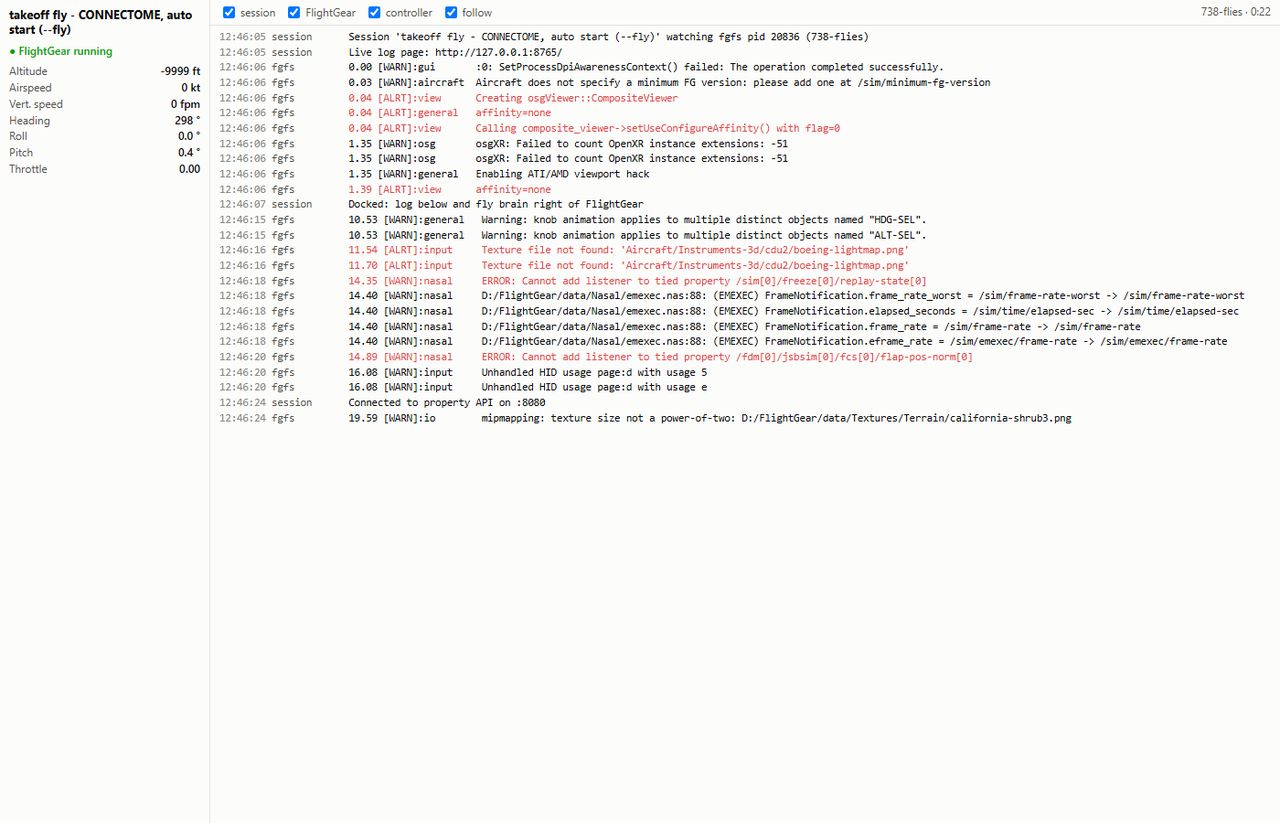 takeoff fly - CONNECTOME, auto start (--fly)
● FlightGear running
Altitude -9999 ft
Airspeed 0 kt
Vert. speed 0 fpm
Heading 298 °
Roll 0.0 °
Pitch 0.4 °
Throttle 0.00
session FlightGear controller follow 738-flies · 0:22
12:46:05 session Session 'takeoff fly - CONNECTOME, auto start (--fly)' watching fgfs pid 20836 (738-flies)
12:46:05 session Live log page: http://127.0.0.1:8765/
12:46:06 fgfs 0.00 [WARN]:gui :0: SetProcessDpiAwarenessContext() failed: The operation completed successfully.
12:46:06 fgfs 0.03 [WARN]:aircraft Aircraft does not specify a minimum FG version: please add one at /sim/minimum-fg-version
12:46:06 fgfs 0.04 [ALRT]:view Creating osgViewer::CompositeViewer
12:46:06 fgfs 0.04 [ALRT]:general affinity=none
12:46:06 fgfs 0.04 [ALRT]:view Calling composite_viewer->setUseConfigureAffinity() with flag=0
12:46:06 fgfs 1.35 [WARN]:osg osgXR: Failed to count OpenXR instance extensions: -51
12:46:06 fgfs 1.35 [WARN]:osg osgXR: Failed to count OpenXR instance extensions: -51
12:46:06 fgfs 1.35 [WARN]:general Enabling ATI/AMD viewport hack
12:46:06 fgfs 1.39 [ALRT]:view affinity=none
12:46:07 session Docked: log below and fly brain right of FlightGear
12:46:15 fgfs 10.53 [WARN]:general Warning: knob animation applies to multiple distinct objects named "HDG-SEL".
12:46:15 fgfs 10.53 [WARN]:general Warning: knob animation applies to multiple distinct objects named "ALT-SEL".
12:46:16 fgfs 11.54 [ALRT]:input Texture file not found: 'Aircraft/Instruments-3d/cdu2/boeing-lightmap.png'
12:46:16 fgfs 11.70 [ALRT]:input Texture file not found: 'Aircraft/Instruments-3d/cdu2/boeing-lightmap.png'
12:46:18 fgfs 14.35 [WARN]:nasal ERROR: Cannot add listener to tied property /sim[0]/freeze[0]/replay-state[0]
12:46:18 fgfs 14.40 [WARN]:nasal D:/FlightGear/data/Nasal/emexec.nas:88: (EMEXEC) FrameNotification.frame_rate_worst = /sim/frame-rate-worst -> /sim/frame-rate-worst
12:46:18 fgfs 14.40 [WARN]:nasal D:/FlightGear/data/Nasal/emexec.nas:88: (EMEXEC) FrameNotification.elapsed_seconds = /sim/time/elapsed-sec -> /sim/time/elapsed-sec
12:46:18 fgfs 14.40 [WARN]:nasal D:/FlightGear/data/Nasal/emexec.nas:88: (EMEXEC) FrameNotification.frame_rate = /sim/frame-rate -> /sim/frame-rate
12:46:18 fgfs 14.40 [WARN]:nasal D:/FlightGear/data/Nasal/emexec.nas:88: (EMEXEC) FrameNotification.eframe_rate = /sim/emexec/frame-rate -> /sim/emexec/frame-rate
12:46:20 fgfs 14.89 [WARN]:nasal ERROR: Cannot add listener to tied property /fdm[0]/jsbsim[0]/fcs[0]/flap-pos-norm[0]
12:46:20 fgfs 16.08 [WARN]:input Unhandled HID usage page:d with usage 5
12:46:20 fgfs 16.08 [WARN]:input Unhandled HID usage page:d with usage e
12:46:24 session Connected to property API on :8080
12:46:24 fgfs 19.59 [WARN]:io mipmapping: texture size not a power-of-two: D:/FlightGear/data/Textures/Terrain/california-shrub3.png